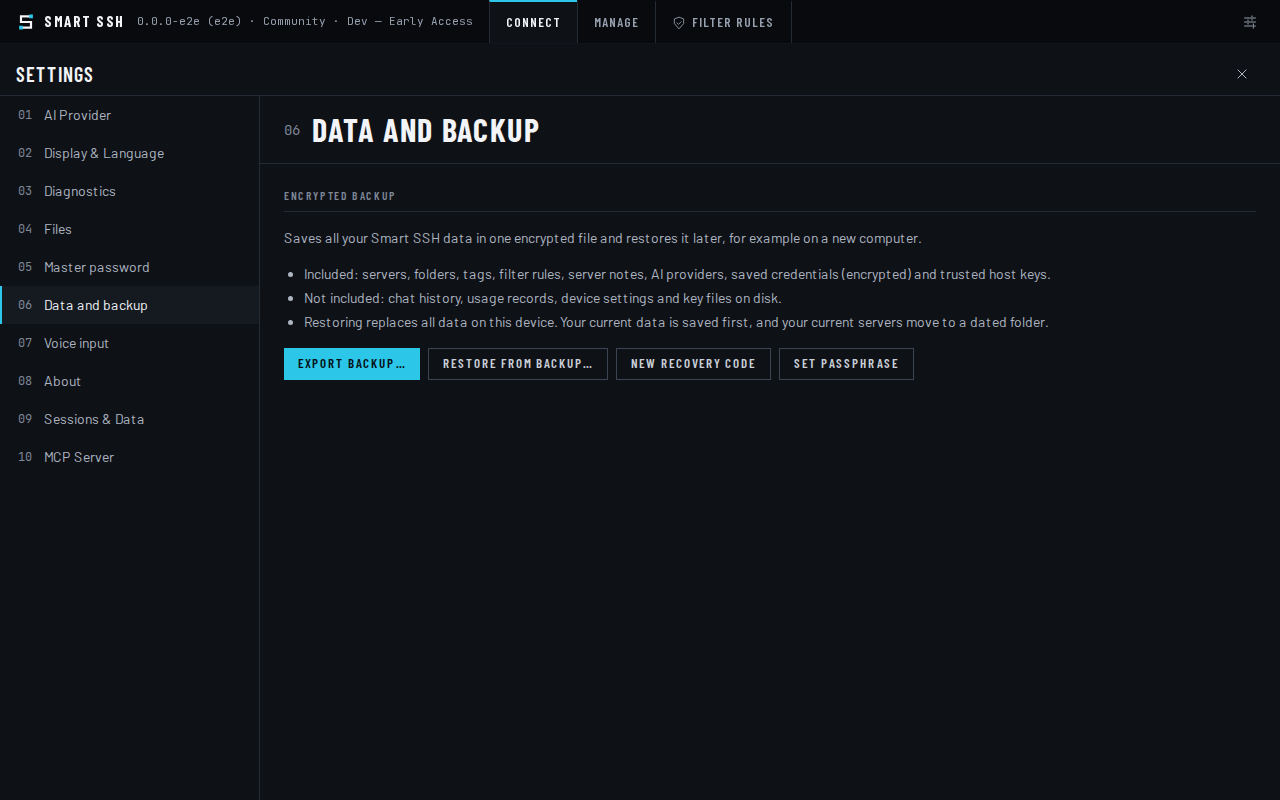 SMART SSH 0.0.0-e2e (e2e) · Community · Dev — Early Access CONNECT MANAGE FILTER RULES
SETTINGS
01 AI Provider
02 Display & Language
03 Diagnostics
04 Files
05 Master password
06 Data and backup
07 Voice input
08 About
09 Sessions & Data
10 MCP Server
06 DATA AND BACKUP
ENCRYPTED BACKUP
Saves all your Smart SSH data in one encrypted file and restores it later, for example on a new computer.
• Included: servers, folders, tags, filter rules, server notes, AI providers, saved credentials (encrypted) and trusted host keys.
• Not included: chat history, usage records, device settings and key files on disk.
• Restoring replaces all data on this device. Your current data is saved first, and your current servers move to a dated folder.
EXPORT BACKUP… RESTORE FROM BACKUP… NEW RECOVERY CODE SET PASSPHRASE